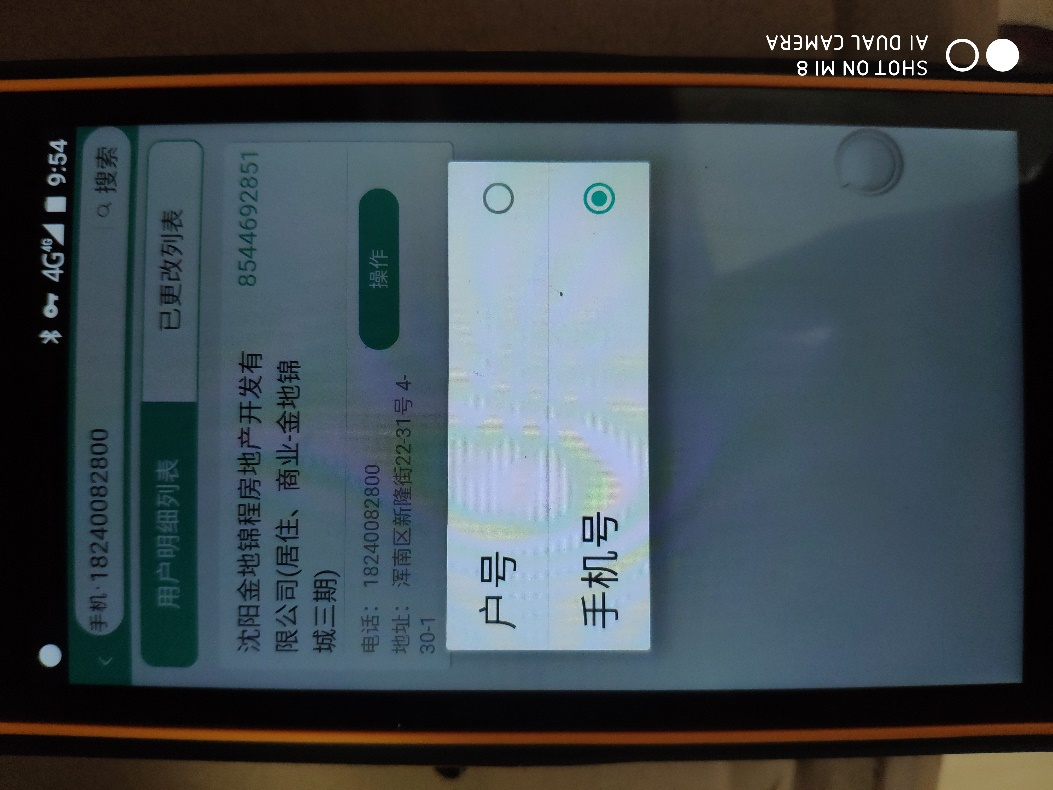 4G 4G 9:54
手机·18240082800 搜索
用户明细列表 已更改列表
沈阳金地锦程房地产开发有 8544692851
限公司(居住、商业-金地锦
城三期)
电话： 18240082800 操作
地址： 浑南区新隆街22-31号 4-
30-1
户号
手机号
SHOT ON MI 8
AI DUAL CAMERA